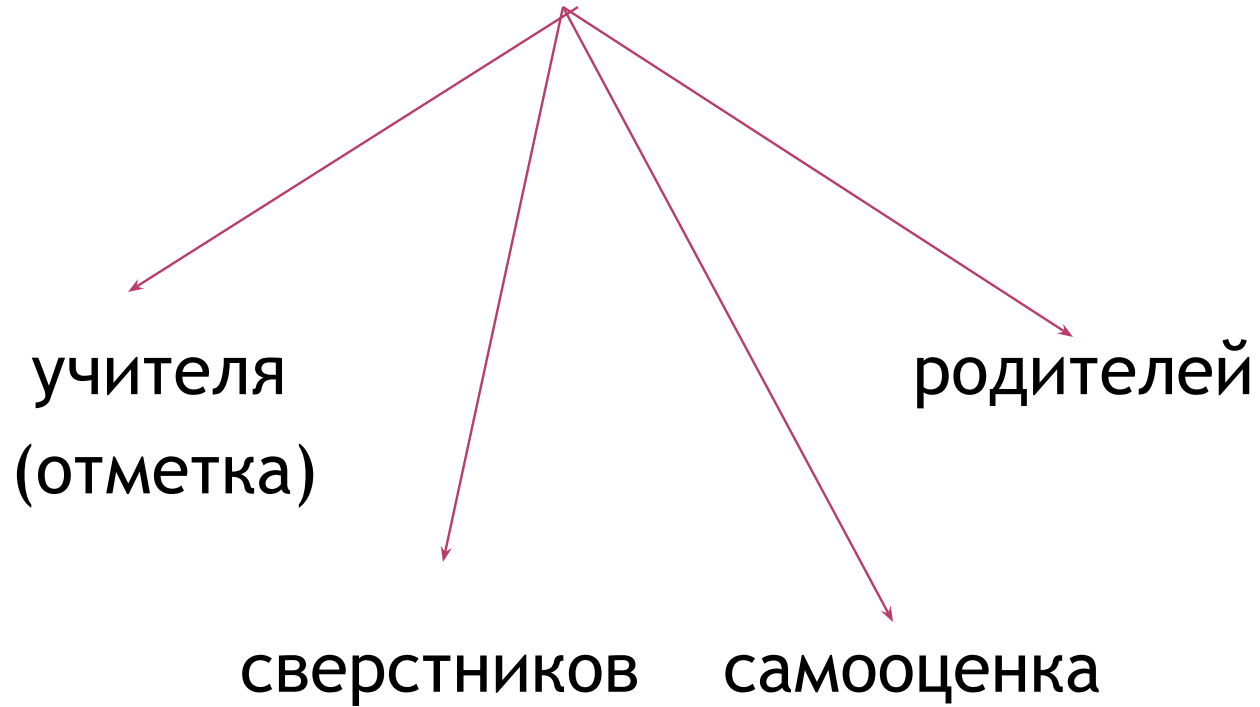 учителя
родителей
(отметка)
сверстников
самооценка